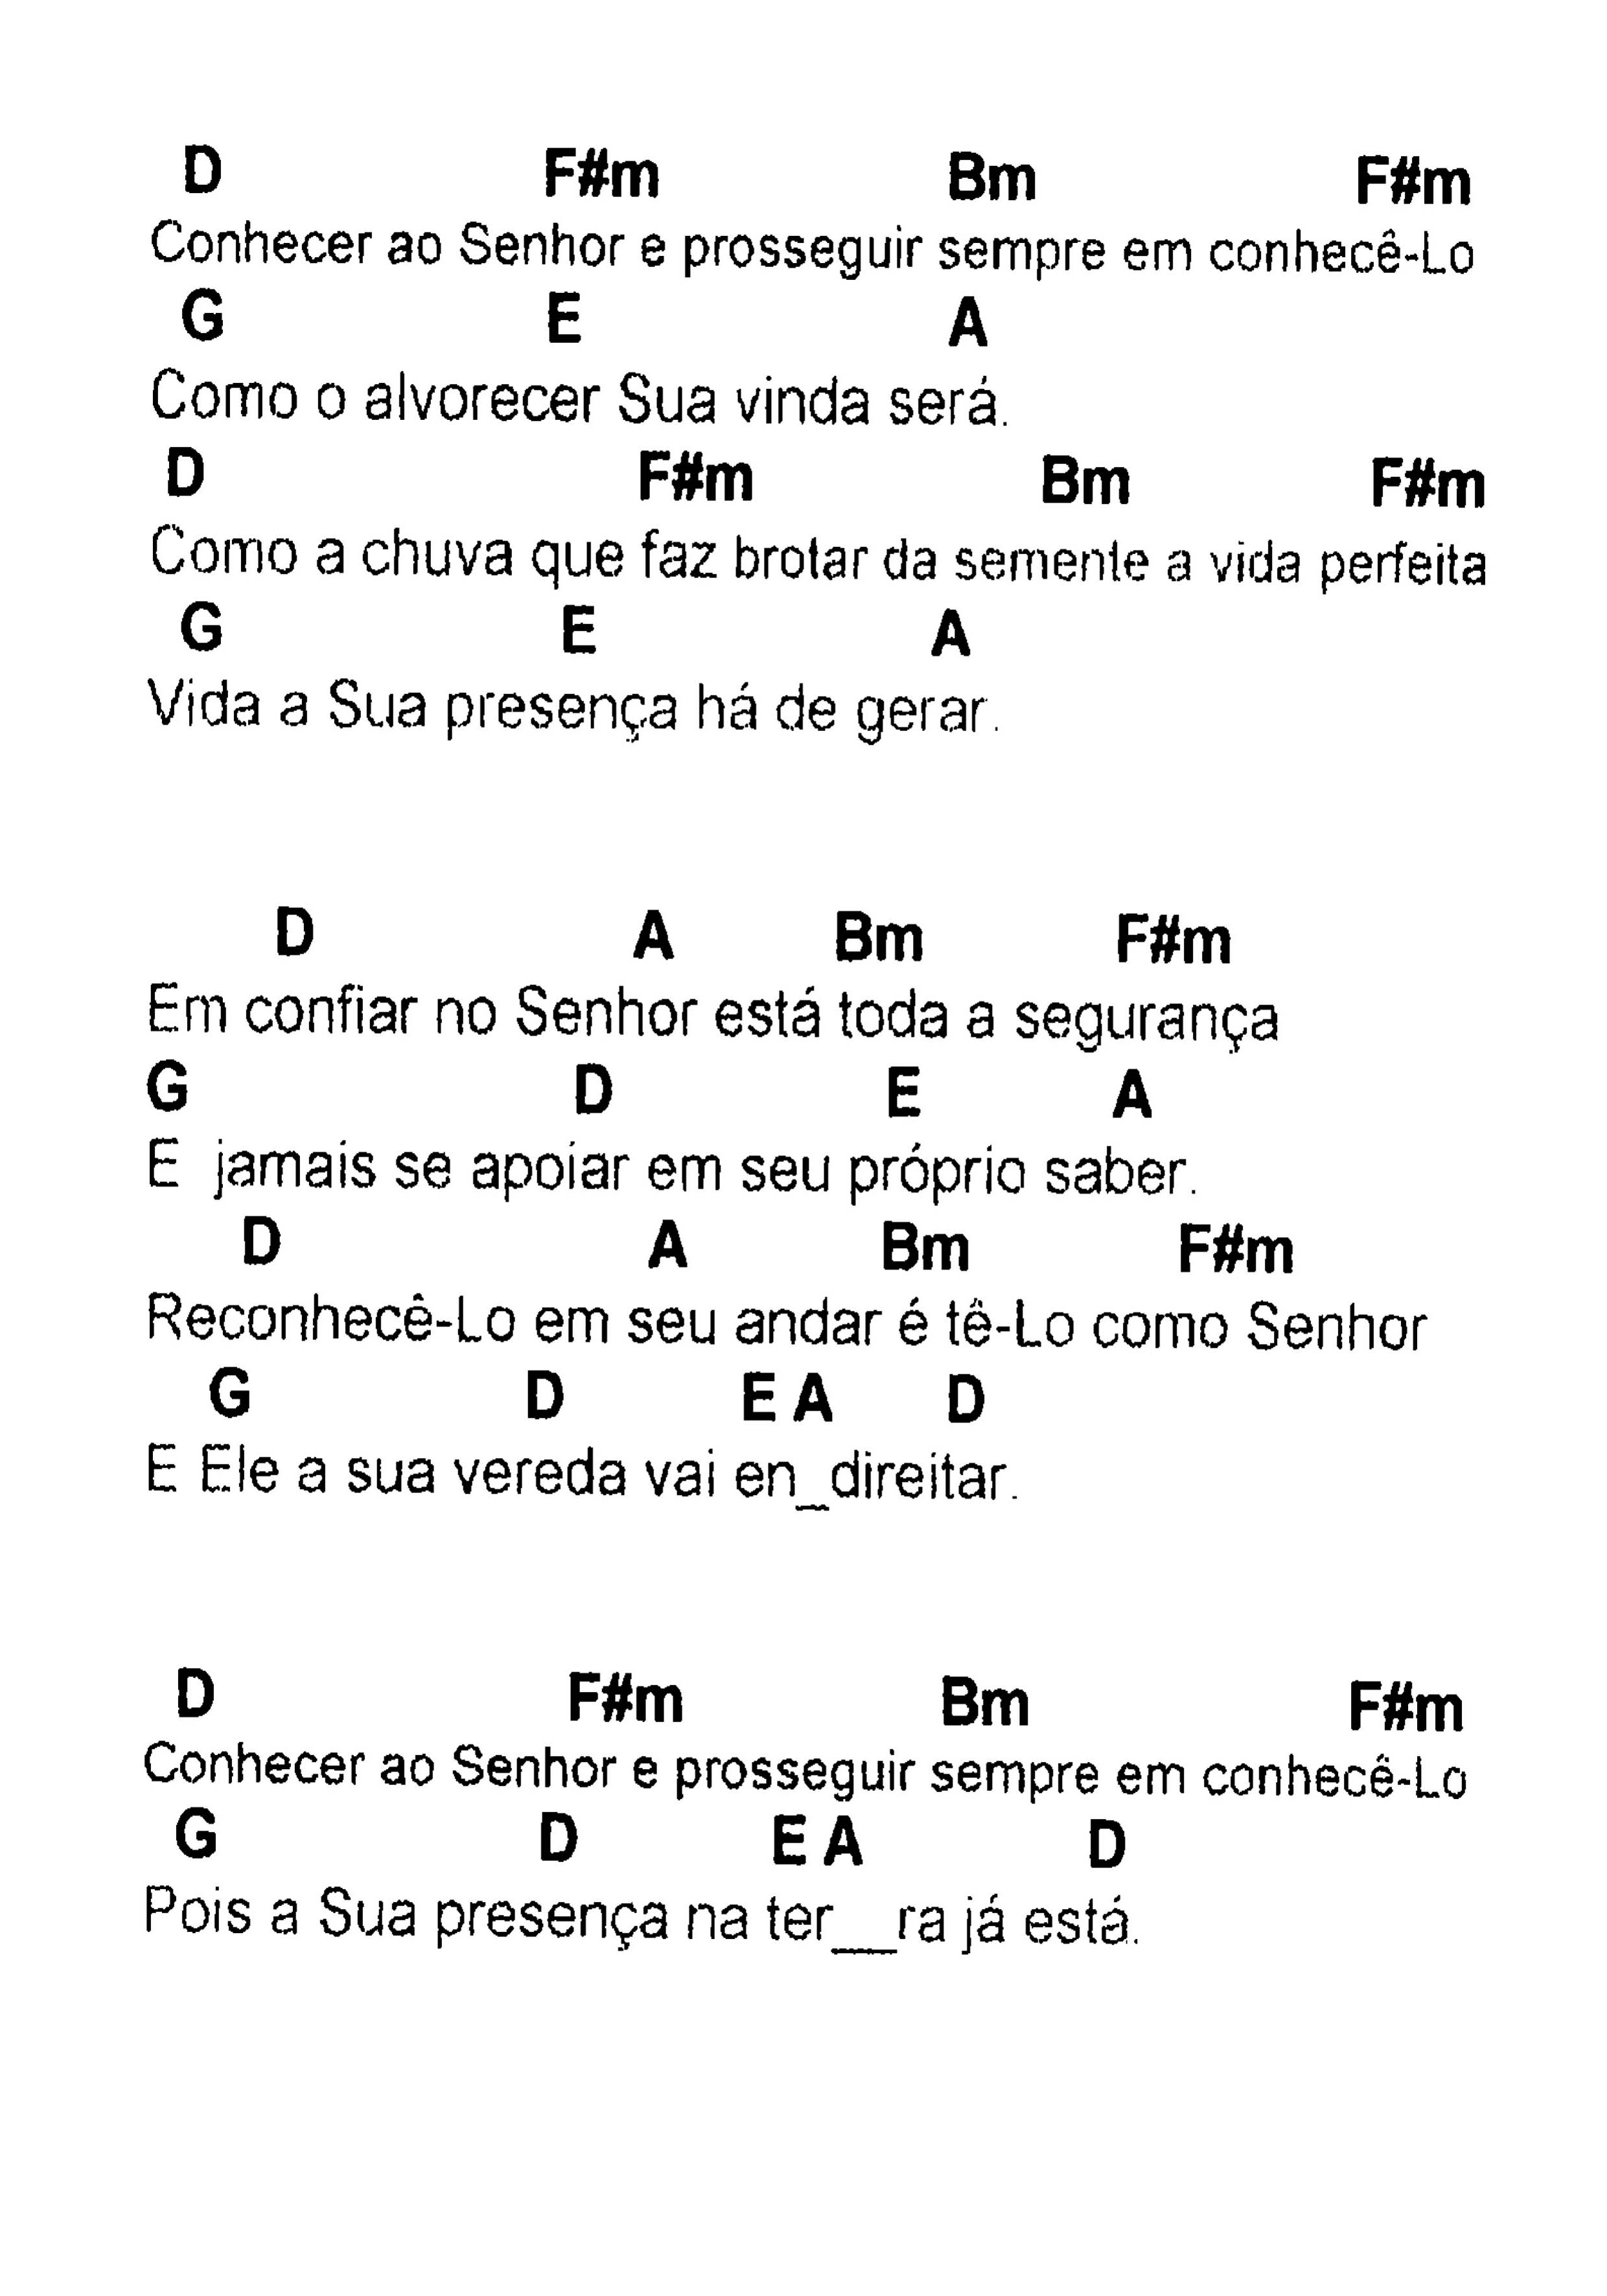 D F#m Bm F#m
Conhecer ao Senhor e prosseguir sempre em conhecê-Lo
G E A
Como o alvorecer Sua vinda será.
D F#m Bm F#m
Como a chuva que faz brotar da semente a vida perfeita
G E A
Vida a Sua presença há de gerar.
D A Bm F#m
Em confiar no Senhor está toda a segurança
G D E A
E jamais se apoiar em seu próprio saber.
D A Bm F#m
Reconhecê-Lo em seu andar é tê-Lo como Senhor
G D E A D
E Ele a sua vereda vai en_direitar.
D F#m Bm F#m
Conhecer ao Senhor e prosseguir sempre em conhecê-Lo
G D E A D
Pois a Sua presença na ter__ra já está.